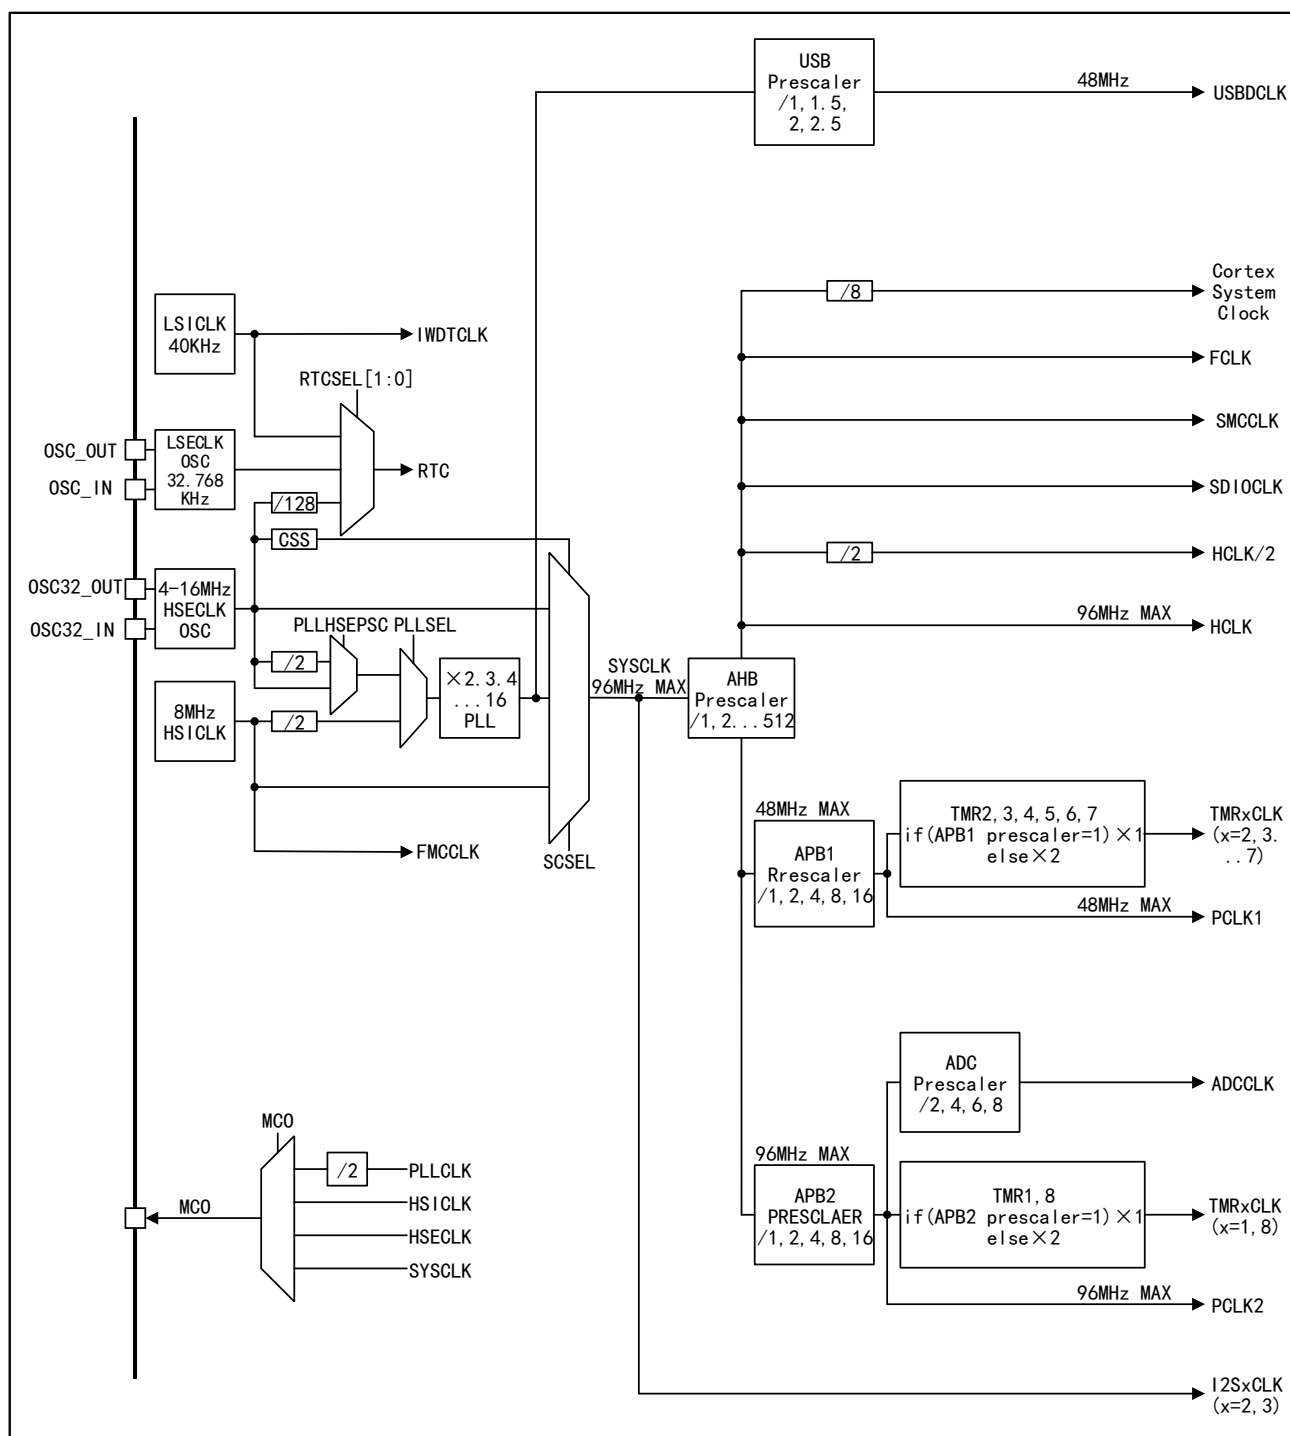 USB
Prescaler
/1,1.5,
2,2.5
48MHz
USBDCLK
/8
Cortex
System
Clock
LSICLK
40KHz
IWDTCLK
FCLK
RTCSEL[1:0]
SMCCLK
OSC_OUT
OSC_IN
LSECLK
OSC
32.768
KHz
RTC
/128
SDIOCLK
CSS
/2
HCLK/2
OSC32_OUT
OSC32_IN
4-16MHz
HSECLK
OSC
96MHz MAX
HCLK
PLLHSEPSC
PLLSEL
/2
×2.3.4
...16
PLL
SYSCLK
96MHz MAX
AHB
Prescaler
/1,2...512
8MHz
HSICLK
/2
FMCCLK
SCSEL
48MHz MAX
APB1
Rrescaler
/1,2,4,8,16
TMR2,3,4,5,6,7
if(APB1 prescaler=1)×1
else×2
TMRxCLK
(x=2,3.
..7)
48MHz MAX
PCLK1
ADC
Prescaler
/2,4,6,8
ADCCLK
MCO
/2
PLLCLK
HSICLK
HSECLK
SYSCLK
MCO
96MHz MAX
APB2
PRESCLAER
/1,2,4,8,16
TMR1,8
if(APB2 prescaler=1)×1
else×2
TMRxCLK
(x=1,8)
96MHz MAX
PCLK2
I2SxCLK
(x=2,3)